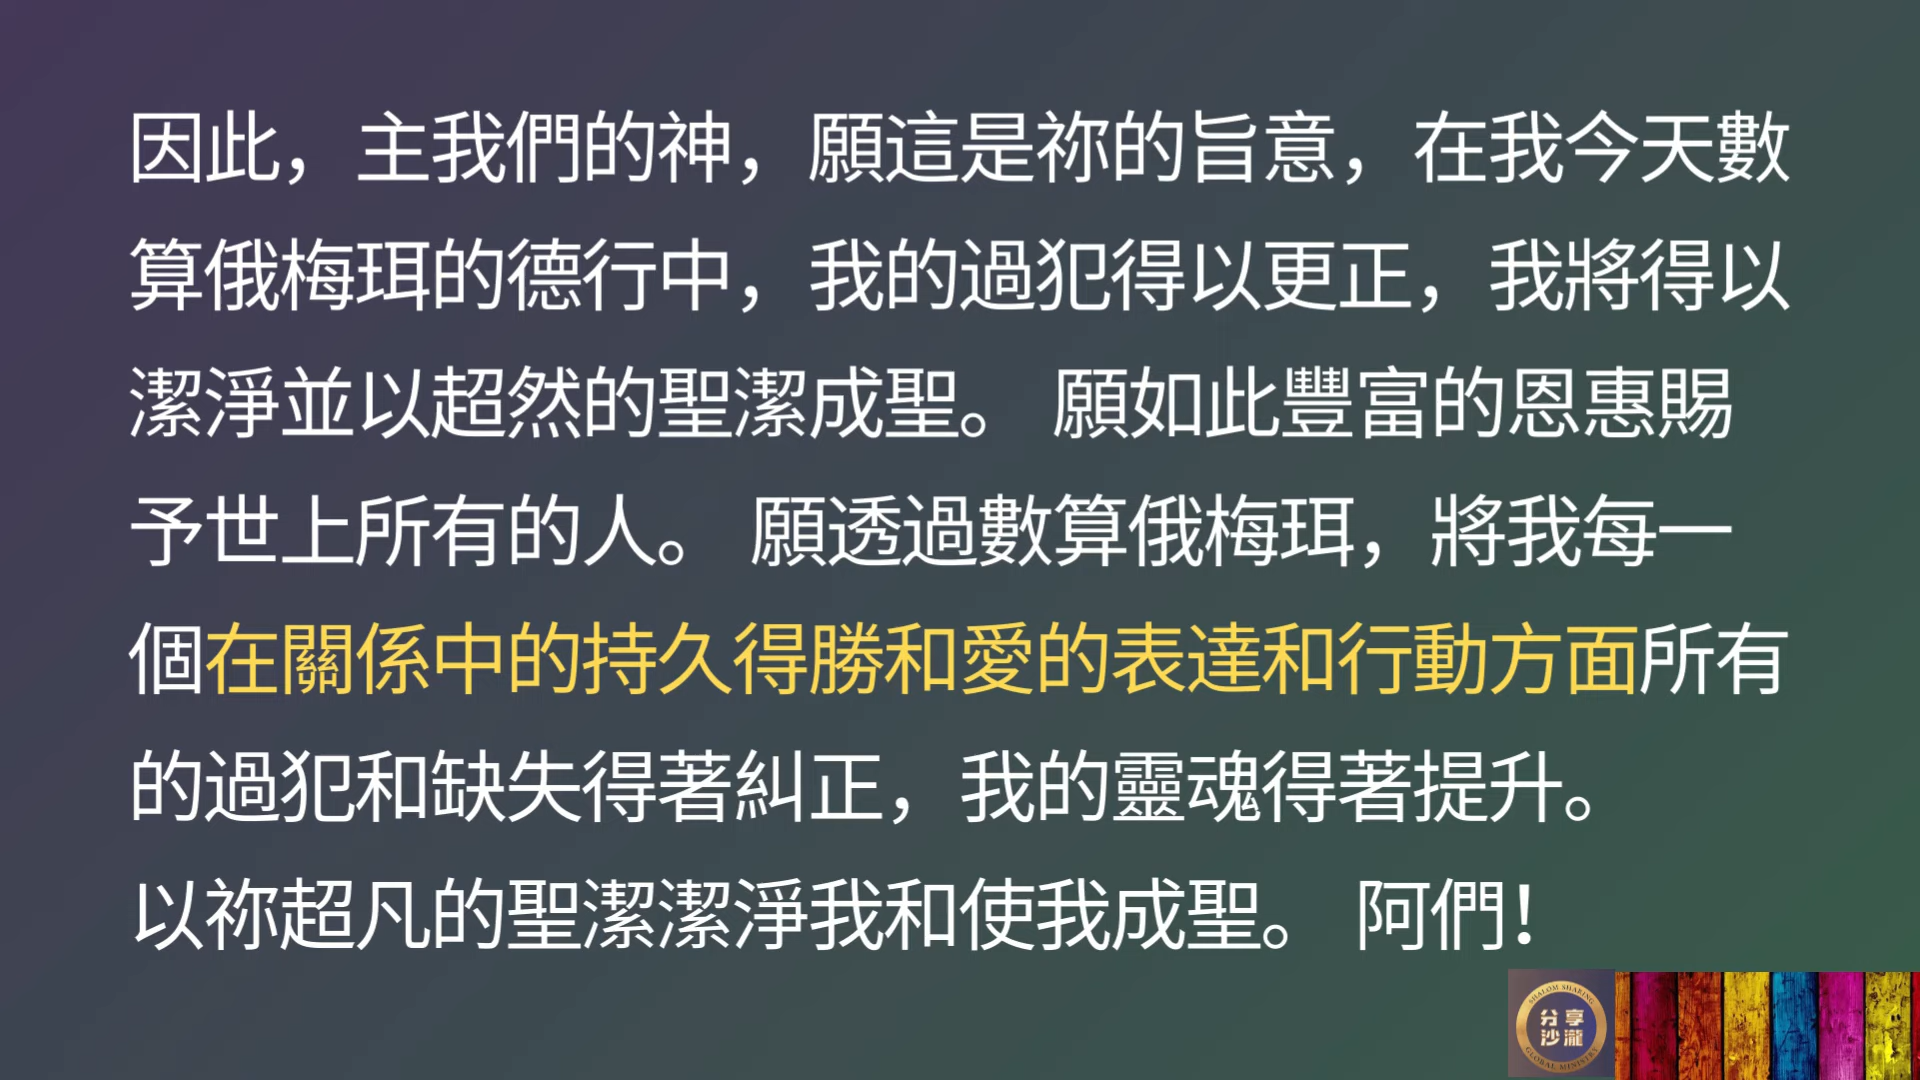 因此，主我們的神，願這是祢的旨意，在我今天數
算俄梅珥的德行中，我的過犯得以更正，我將得以
潔淨並以超然的聖潔成聖。 願如此豐富的恩惠賜
予世上所有的人。 願透過數算俄梅珥，將我每一
個在關係中的持久得勝和愛的表達和行動方面所有
的過犯和缺失得著糾正，我的靈魂得著提升。
以祢超凡的聖潔潔淨我和使我成聖。 阿們！
SHALOM SHARING
分享
沙瀧
GLOBAL MINISTRY